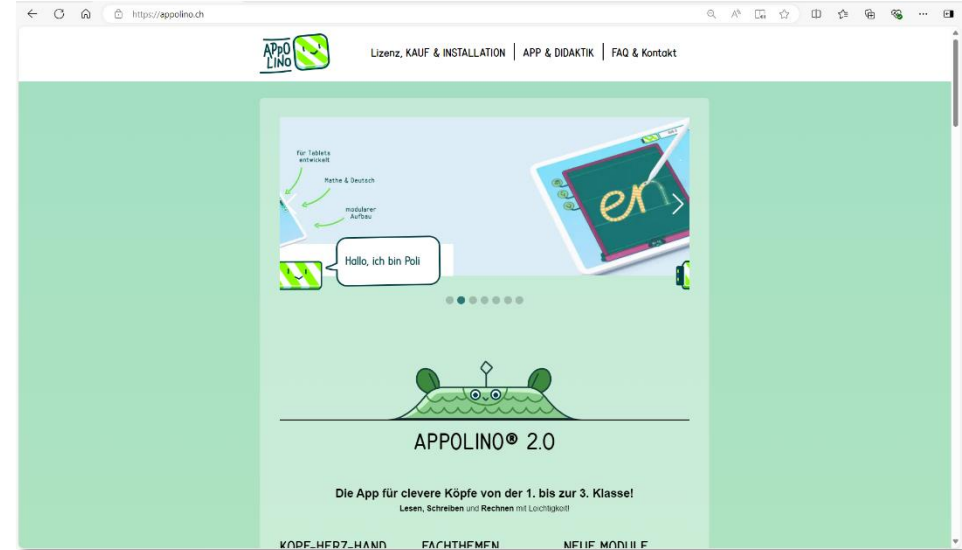 https://appolino.ch
APPO
LINO
Lizenz, KAUF & INSTALLATION | APP & DIDAKTIK | FAQ & Kontakt
für Tablets
entwickelt
Mathe & Deutsch
modularer
Aufbau
en
Hallo, ich bin Poli
APPOLINO® 2.0
Die App für clevere Köpfe von der 1. bis zur 3. Klasse!
Lesen, Schreiben und Rechnen mit Leichtigkeit!
KOPF-HERZ-HAND FACHTHEMEN NEUE MODULE